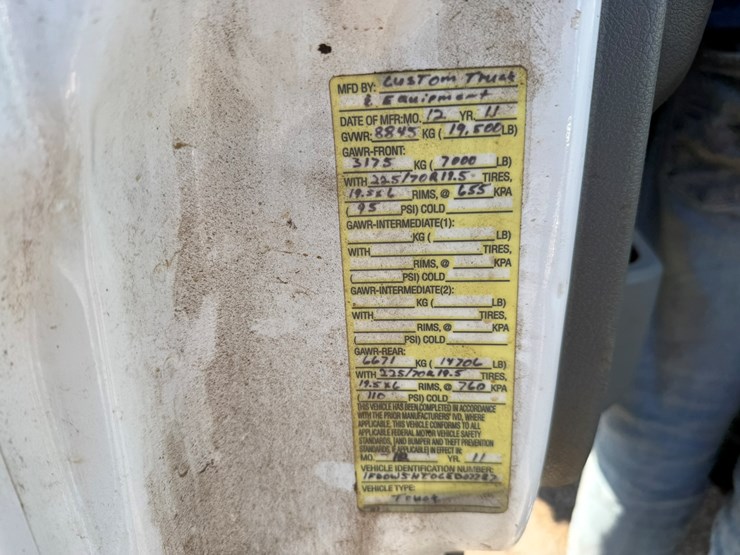 MFD BY: Custom Truck
& Equipment
DATE OF MFR:MO. 12 YR. 11
GVWR: 8845 KG ( 19,500 LB)
GAWR-FRONT:
3175 KG ( 7000 LB)
WITH 225/70R19.5 TIRES,
19.5x6 RIMS, @ 655 KPA
( 95 PSI) COLD
GAWR-INTERMEDIATE(1):
KG ( LB)
WITH TIRES,
RIMS, @ KPA
( PSI) COLD
GAWR-INTERMEDIATE(2):
KG ( LB)
WITH TIRES,
RIMS, @ KPA
( PSI) COLD
GAWR-REAR:
6671 KG ( 14706 LB)
WITH 225/70R19.5 TIRES,
19.5x6 RIMS, @ 760 KPA
( 110 PSI) COLD
THIS VEHICLE HAS BEEN COMPLETED IN ACCORDANCE
WITH THE PRIOR MANUFACTURERS' IVD, WHERE
APPLICABLE. THIS VEHICLE CONFORMS TO ALL
APPLICABLE FEDERAL MOTOR VEHICLE SAFETY
STANDARDS, [AND BUMPER AND THEFT PREVENTION
STANDARDS, IF APPLICABLE] IN EFFECT IN:
MO. YR. 11
VEHICLE IDENTIFICATION NUMBER:
VEHICLE TYPE:
Truck